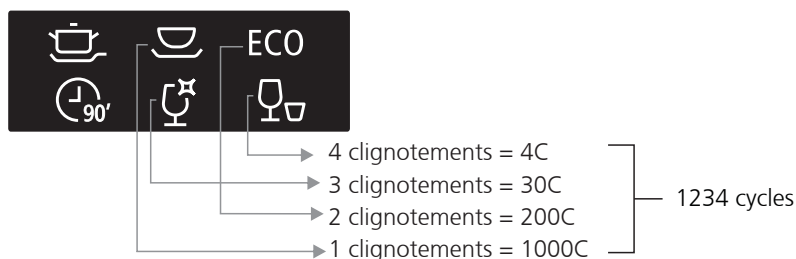 ECO
90'
4 clignotements = 4C
3 clignotements = 30C
2 clignotements = 200C
1 clignotements = 1000C
1234 cycles